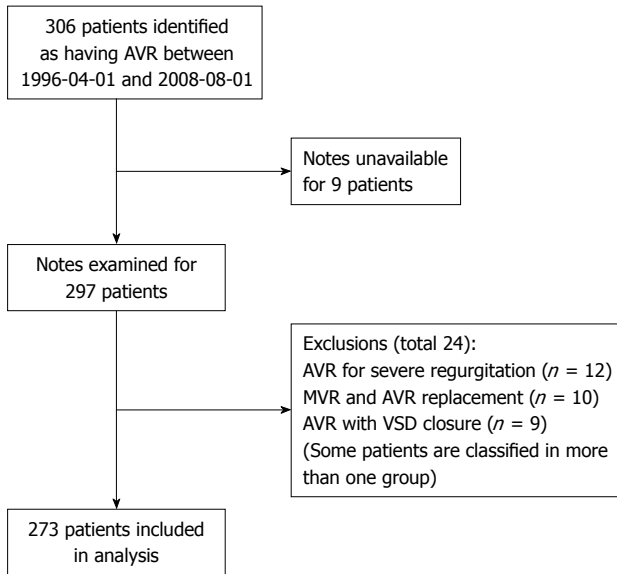 306 patients identified
as having AVR between
1996-04-01 and 2008-08-01
Notes unavailable
for 9 patients
Notes examined for
297 patients
Exclusions (total 24):
AVR for severe regurgitation (n = 12)
MVR and AVR replacement (n = 10)
AVR with VSD closure (n = 9)
(Some patients are classified in more
than one group)
273 patients included
in analysis